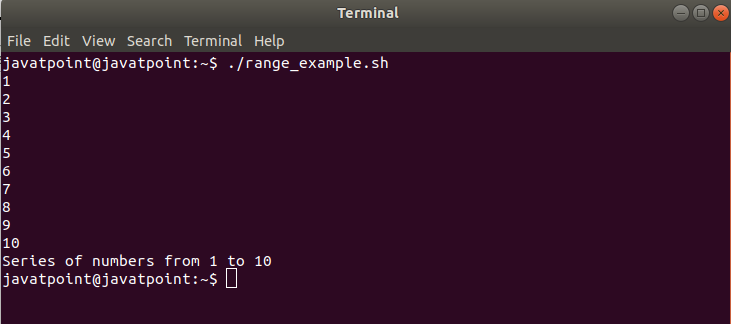 Terminal
File Edit View Search Terminal Help
javatpoint@javatpoint:~$ ./range_example.sh
1
2
3
4
5
6
7
8
9
10
Series of numbers from 1 to 10
javatpoint@javatpoint:~$